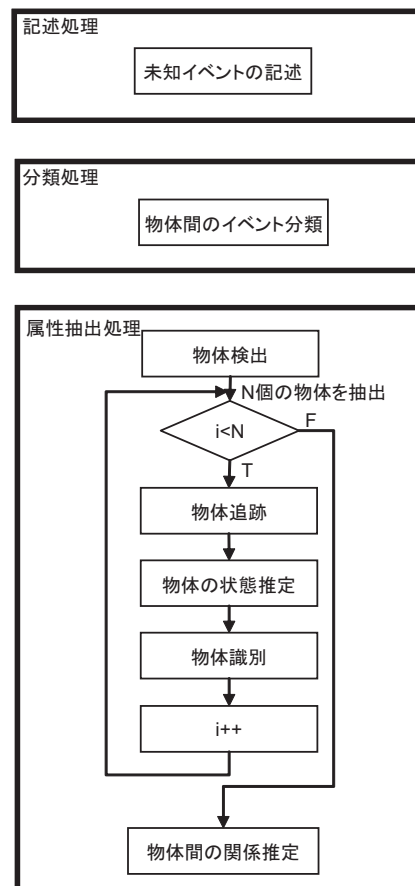 記述処理
未知イベントの記述
分類処理
物体間のイベント分類
属性抽出処理
物体検出
N個の物体を抽出
i<N
F
T
物体追跡
物体の状態推定
物体識別
i++
物体間の関係推定